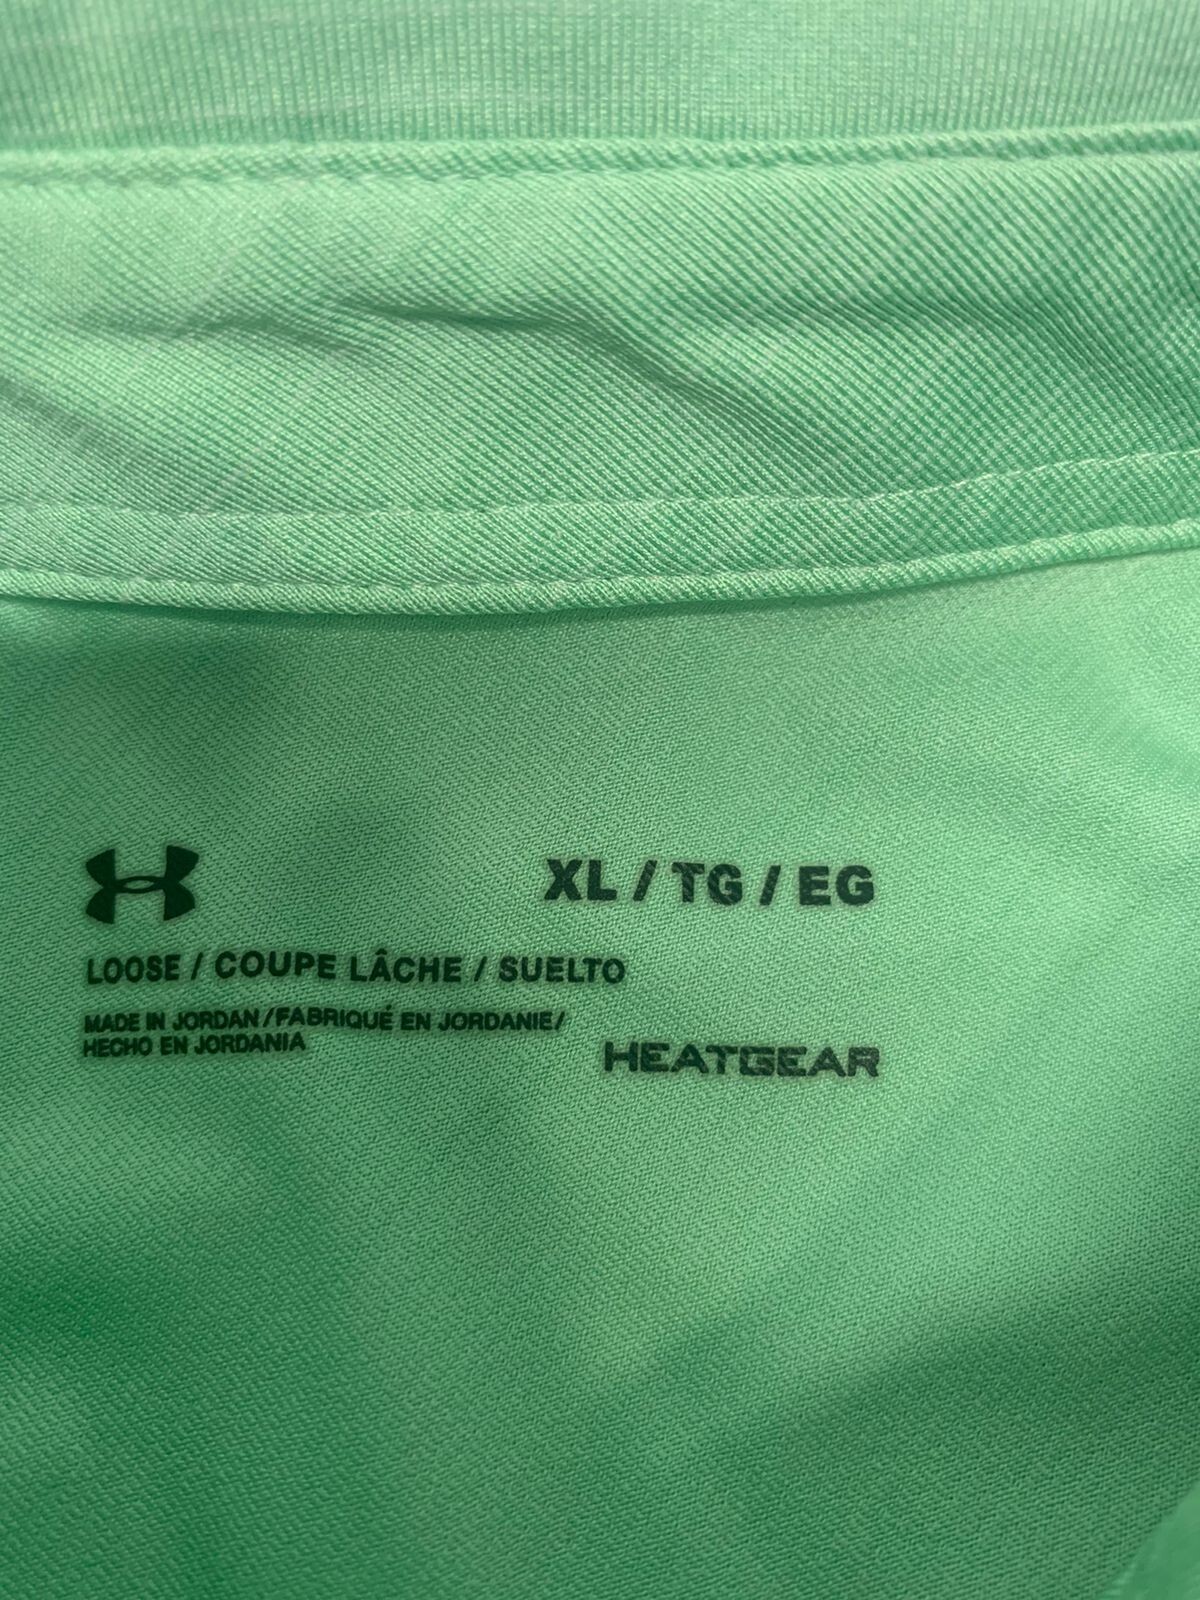 XL / TG / EG
LOOSE / COUPE LÂCHE / SUELTO
MADE IN JORDAN / FABRIQUÉ EN JORDANIE /
HECHO EN JORDANIA
HEATGEAR